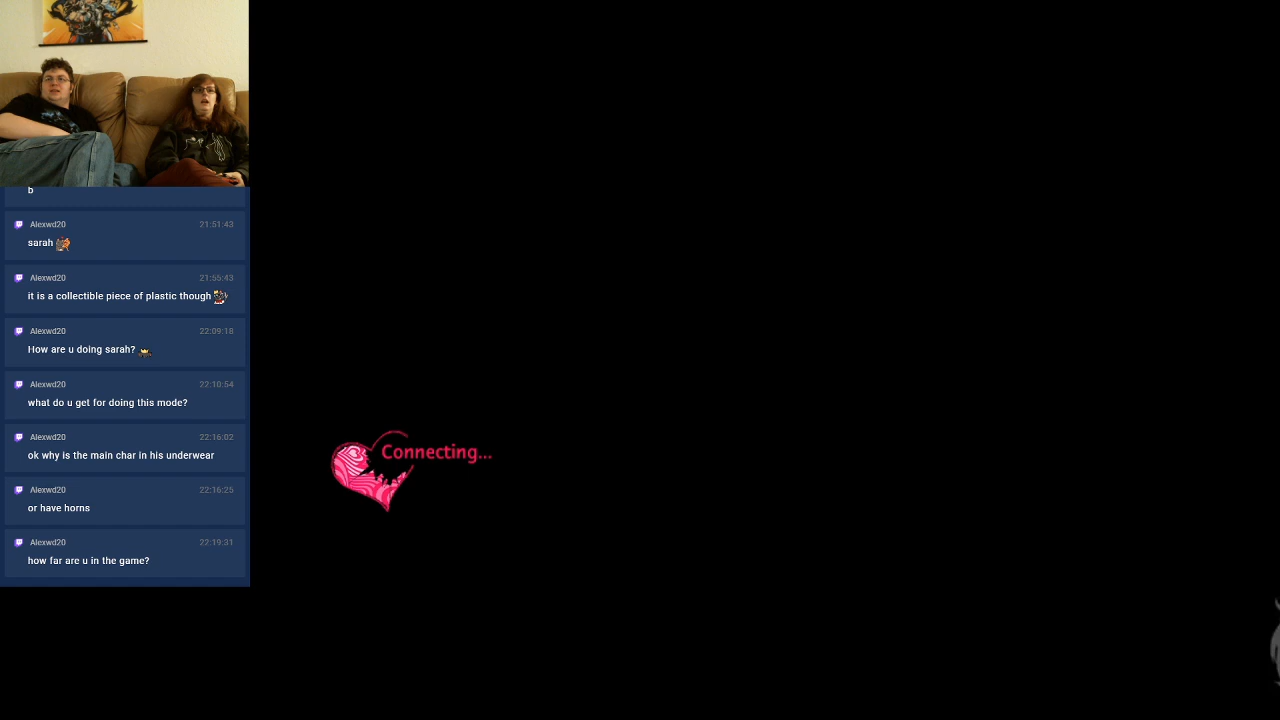 b
Alexwd20 21:51:43
sarah
Alexwd20 21:55:43
it is a collectible piece of plastic though
Alexwd20 22:09:18
How are u doing sarah?
Alexwd20 22:10:54
what do u get for doing this mode?
Alexwd20 22:16:02
ok why is the main char in his underwear
Alexwd20 22:16:25
or have horns
Alexwd20 22:19:31
how far are u in the game?
Connecting...